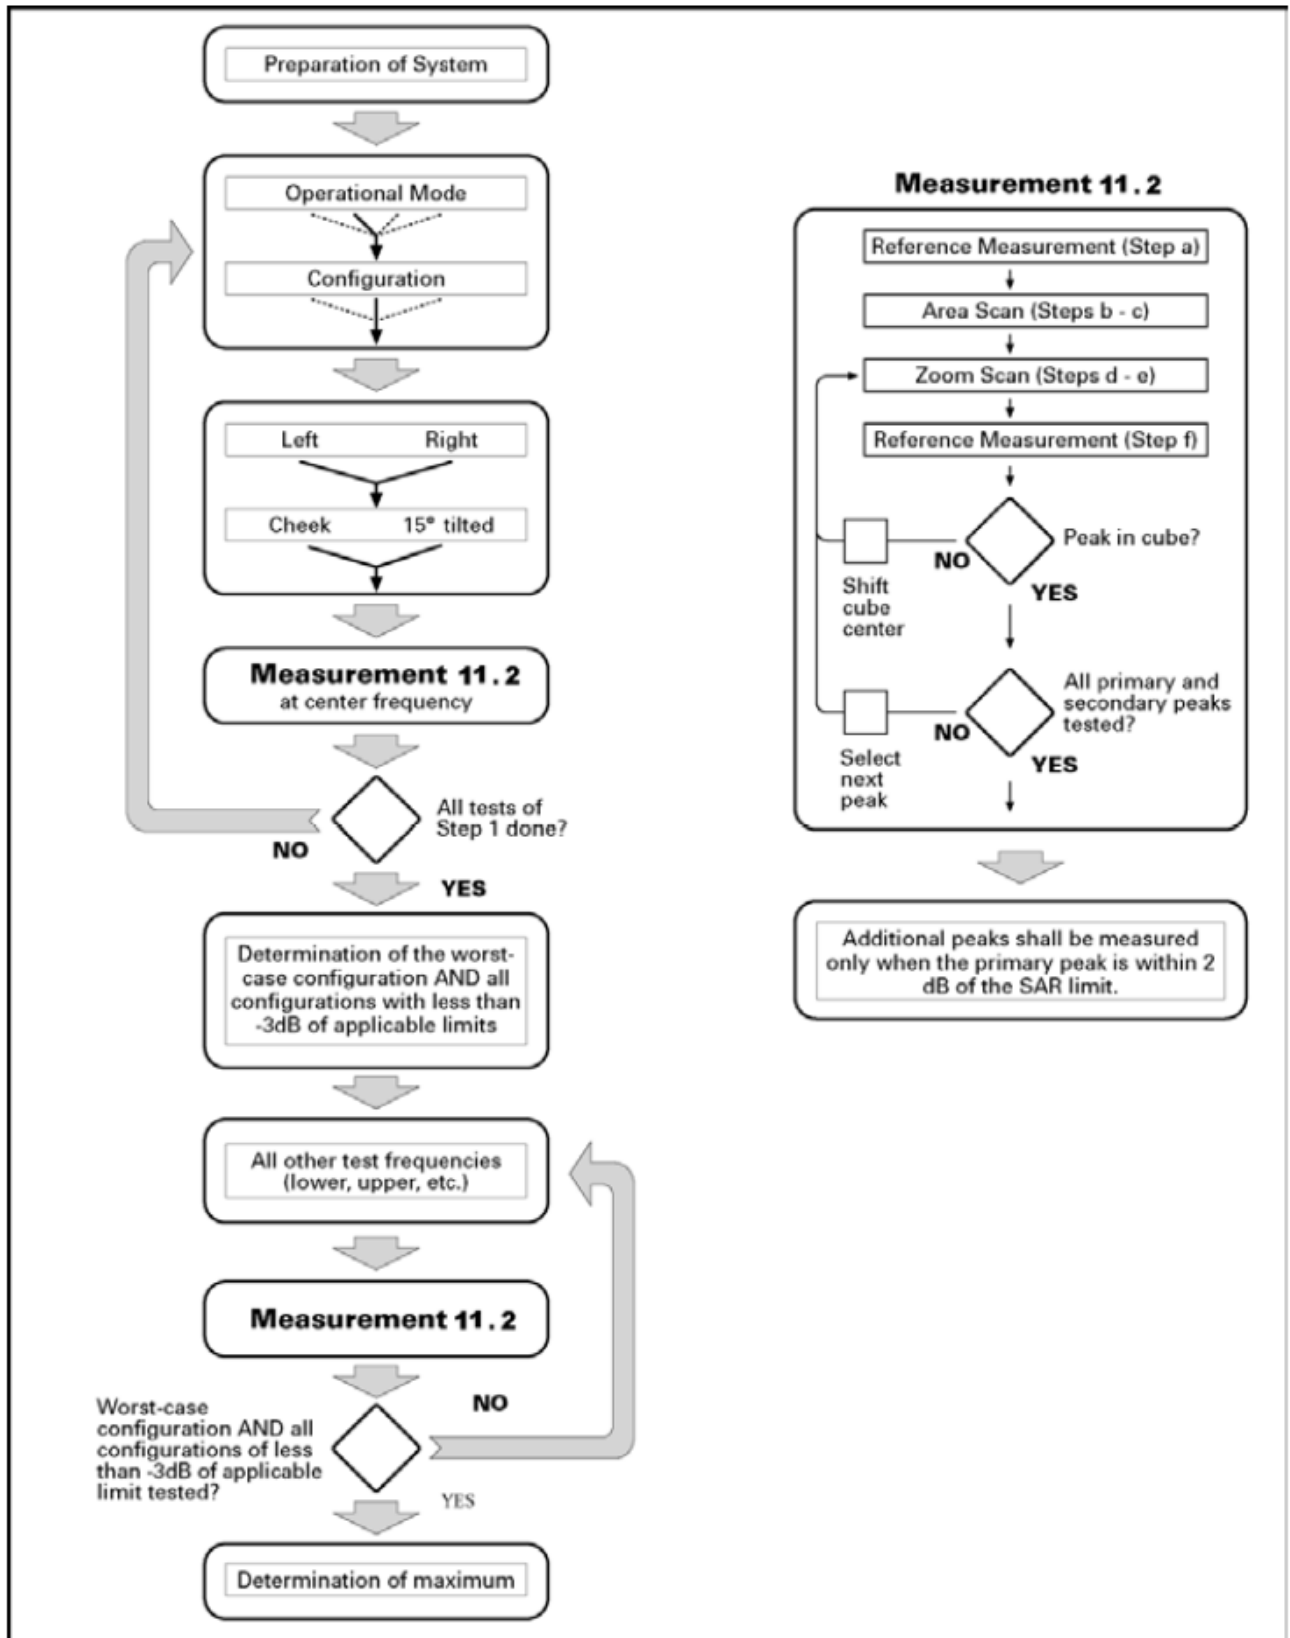 Preparation of System
Operational Mode
Configuration
Left Right
Cheek 15° tilted
Measurement 11.2
at center frequency
All tests of
Step 1 done?
NO
YES
Determination of the worst-
case configuration AND all
configurations with less than
-3dB of applicable limits
All other test frequencies
(lower, upper, etc.)
Measurement 11.2
Worst-case
configuration AND all
configurations of less
than -3dB of applicable
limit tested?
NO
YES
Determination of maximum
Measurement 11.2
Reference Measurement (Step a)
Area Scan (Steps b - c)
Zoom Scan (Steps d - e)
Reference Measurement (Step f)
Peak in cube?
NO
Shift
cube
center
YES
All primary and
secondary peaks
tested?
NO
Select
next
peak
YES
Additional peaks shall be measured
only when the primary peak is within 2
dB of the SAR limit.